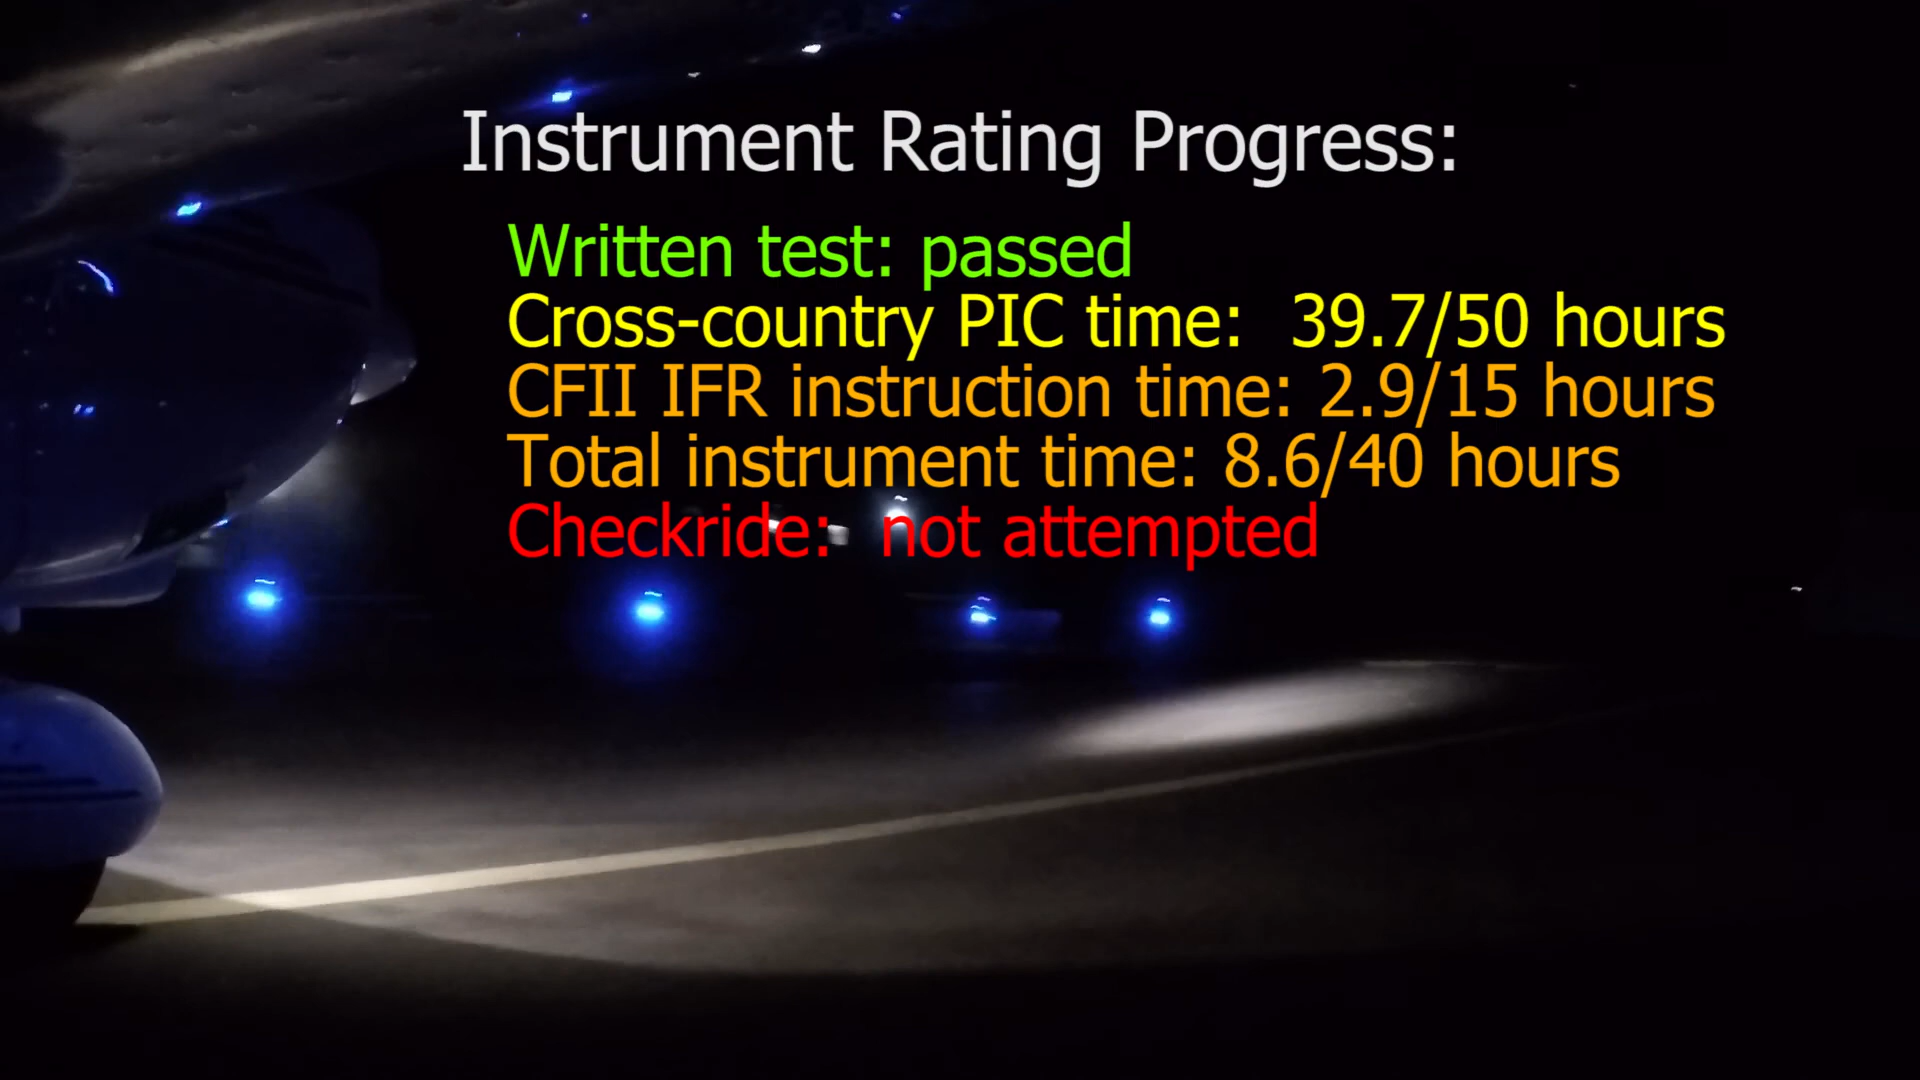 Instrument Rating Progress:
Written test: passed
Cross-country PIC time: 39.7/50 hours
CFII IFR instruction time: 2.9/15 hours
Total instrument time: 8.6/40 hours
Checkride: not attempted